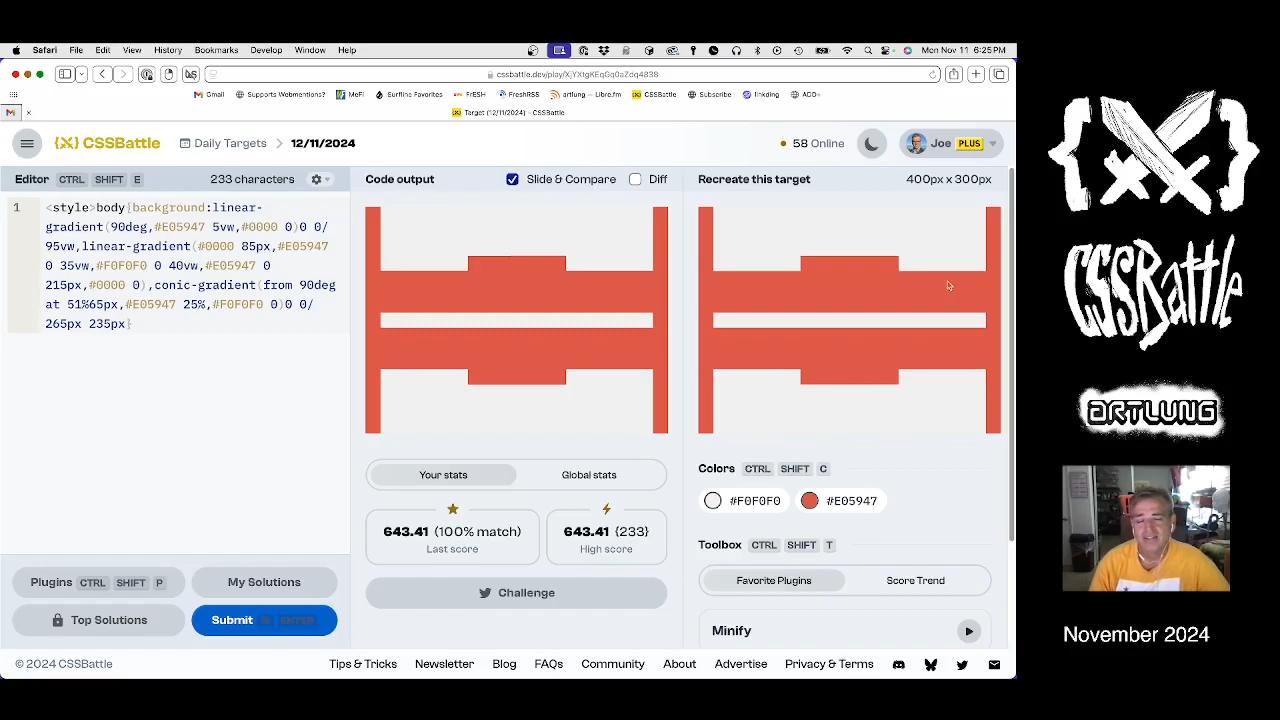 Safari File Edit View History Bookmarks Develop Window Help Mon Nov 11 6:25PM
cssbattle.dev/play/XjYXtgKEqGq0aZdq4838
Gmail Supports Webmentions? MeFi Surfline Favorites FrESH FreshRSS artlung — Libre.fm CSSBattle Subscribe linkding ADD+
Target (12/11/2024) – CSSBattle
CSSBattle Daily Targets > 12/11/2024 58 Online Joe PLUS
Editor CTRL SHIFT E 233 characters
Code output Slide & Compare Diff
Recreate this target 400px x 300px
1 <style>body{background:linear-
gradient(90deg,#E05947 5vw,#0000 0)0 0/
95vw,linear-gradient(#0000 85px,#E05947
0 35vw,#F0F0F0 0 40vw,#E05947 0
215px,#0000 0),conic-gradient(from 90deg
at 51%65px,#E05947 25%,#F0F0F0 0)0 0/
265px 235px}
Your stats Global stats
643.41 (100% match)
Last score
643.41 {233}
High score
Challenge
Colors CTRL SHIFT C
#F0F0F0 #E05947
Toolbox CTRL SHIFT T
Favorite Plugins Score Trend
Minify
Plugins CTRL SHIFT P My Solutions
Top Solutions Submit ENTER
© 2024 CSSBattle Tips & Tricks Newsletter Blog FAQs Community About Advertise Privacy & Terms
CSSBattle
ARTLUNG
November 2024